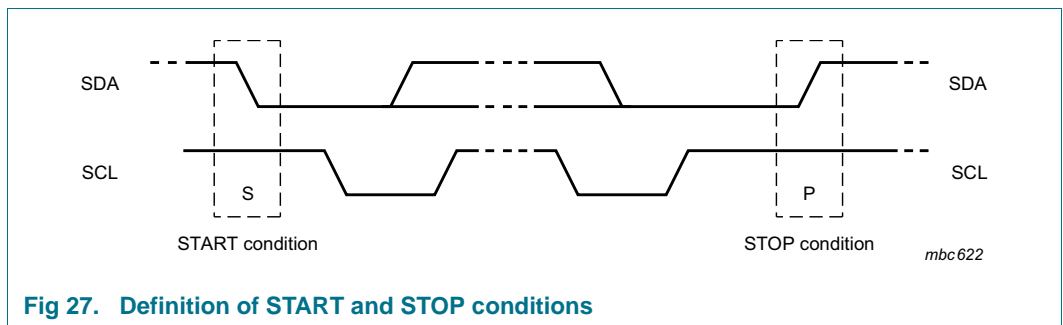 SDA SDA
SCL SCL
S P
START condition STOP condition
mbc622
Fig 27. Definition of START and STOP conditions